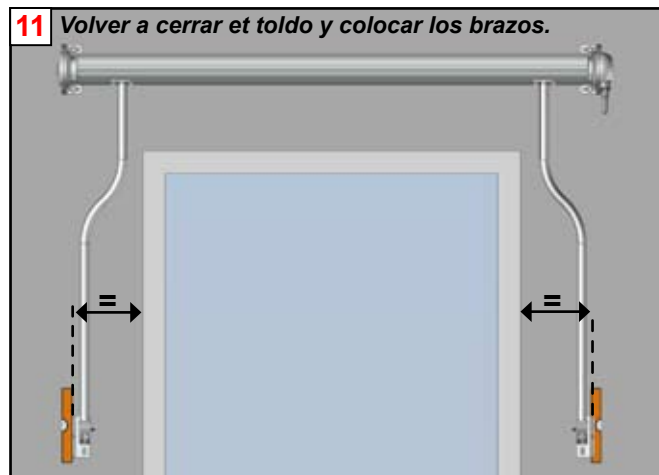 11 Volver a cerrar et toldo y colocar los brazos.
= =